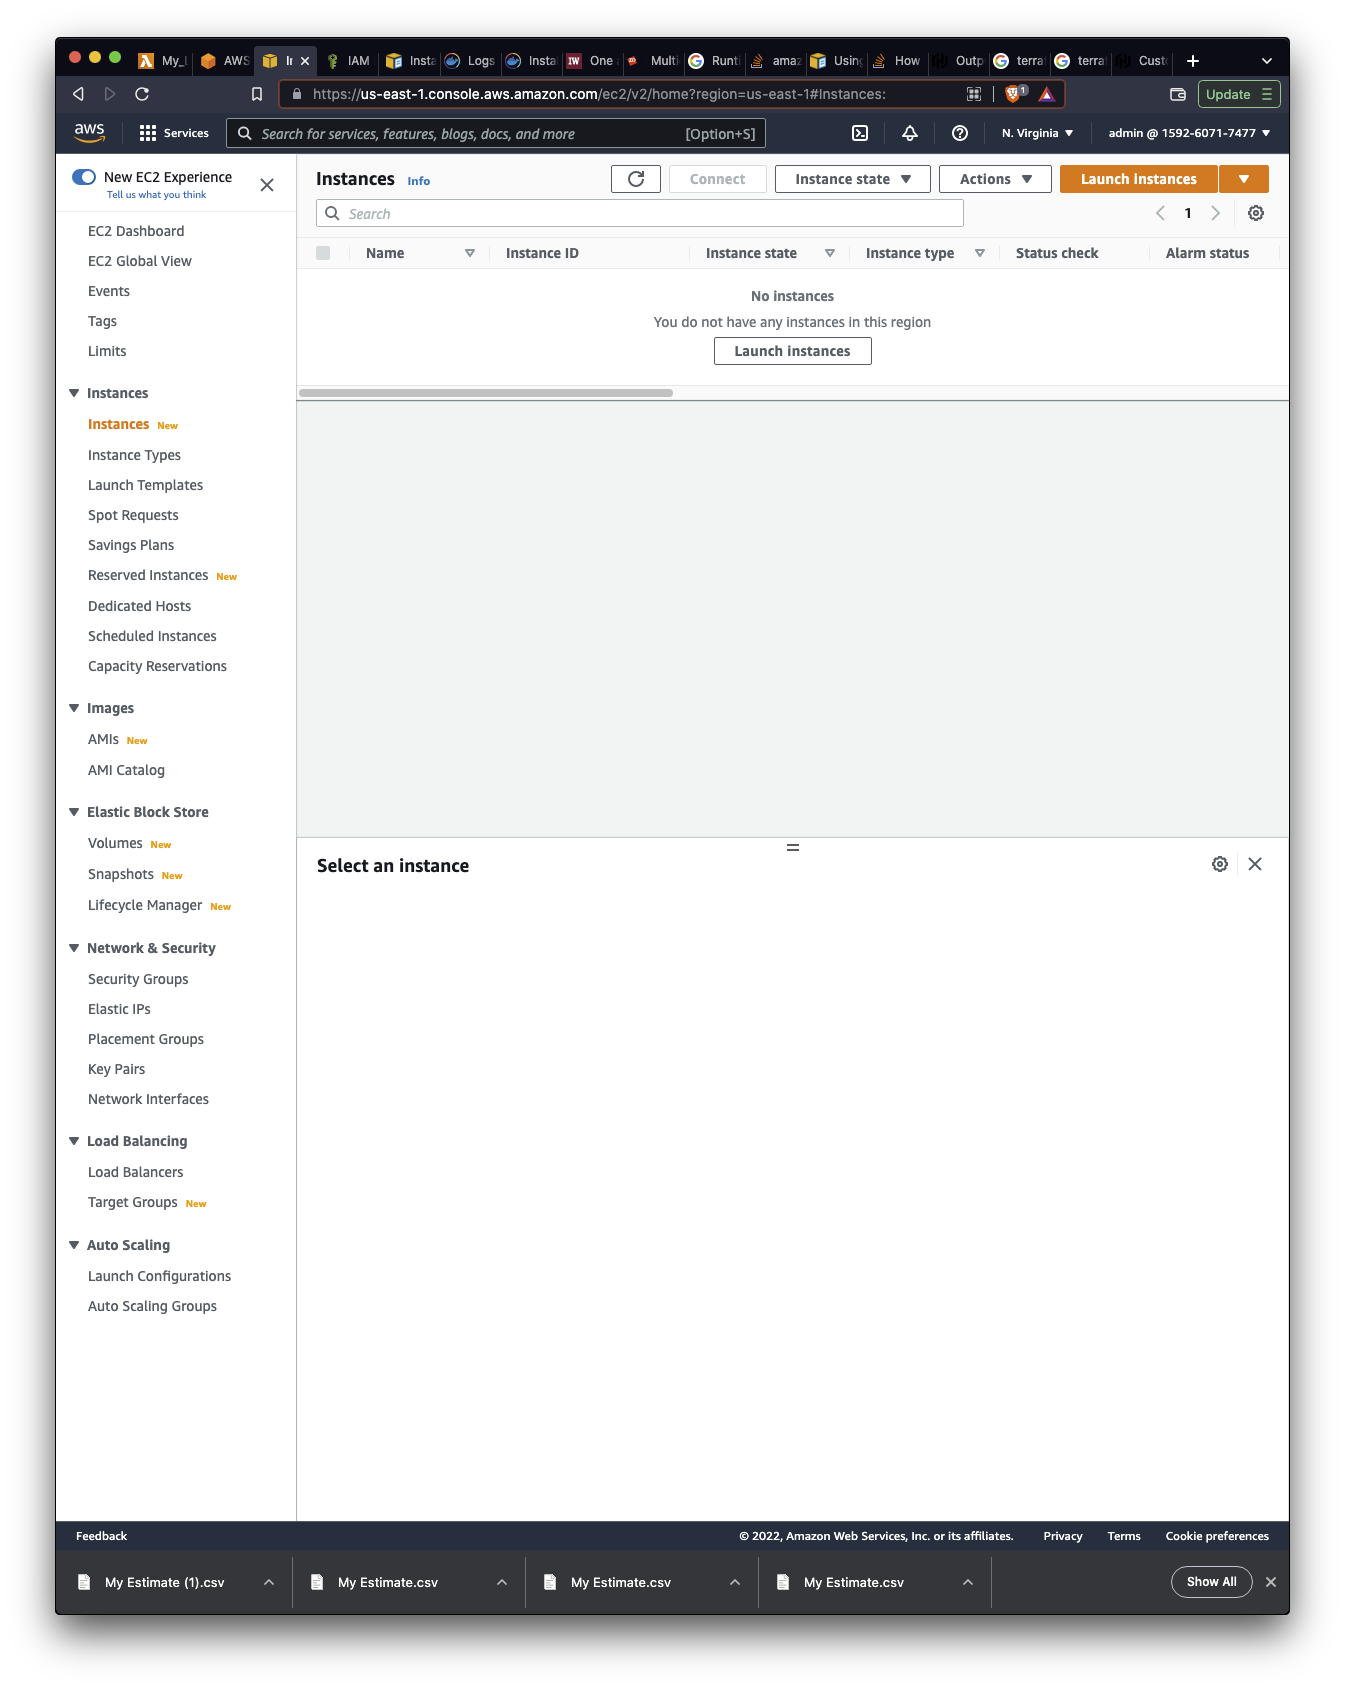 My_l AWS I IAM Insta Logs Insta One Multi Runti amaz Using How Outp terraf terraf Custo
https://us-east-1.console.aws.amazon.com/ec2/v2/home?region=us-east-1#Instances: 1 Update
aws Services Search for services, features, blogs, docs, and more [Option+S] N. Virginia admin @ 1592-6071-7477
New EC2 Experience
Tell us what you think
EC2 Dashboard
EC2 Global View
Events
Tags
Limits
Instances
Instances New
Instance Types
Launch Templates
Spot Requests
Savings Plans
Reserved Instances New
Dedicated Hosts
Scheduled Instances
Capacity Reservations
Images
AMIs New
AMI Catalog
Elastic Block Store
Volumes New
Snapshots New
Lifecycle Manager New
Network & Security
Security Groups
Elastic IPs
Placement Groups
Key Pairs
Network Interfaces
Load Balancing
Load Balancers
Target Groups New
Auto Scaling
Launch Configurations
Auto Scaling Groups
Instances Info Connect Instance state Actions Launch instances
Search 1
Name Instance ID Instance state Instance type Status check Alarm status
No instances
You do not have any instances in this region
Launch instances
Select an instance
Feedback © 2022, Amazon Web Services, Inc. or its affiliates. Privacy Terms Cookie preferences
My Estimate (1).csv My Estimate.csv My Estimate.csv My Estimate.csv Show All